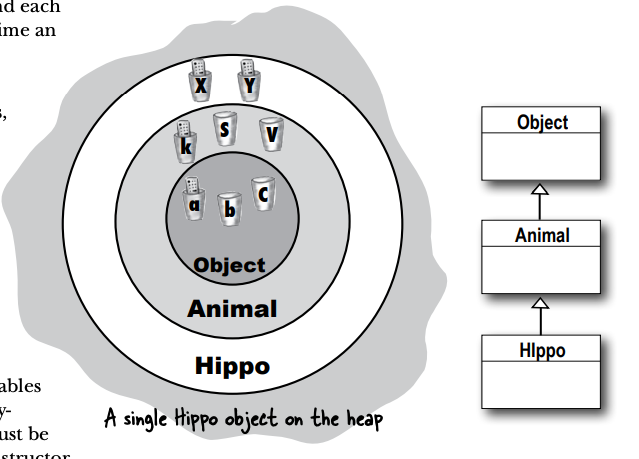 nd each
ime an
s,
ables
y-
ust be
structor
X Y
k S V
a b c
Object
Animal
Hippo
A single Hippo object on the heap
Object
Animal
HIppo